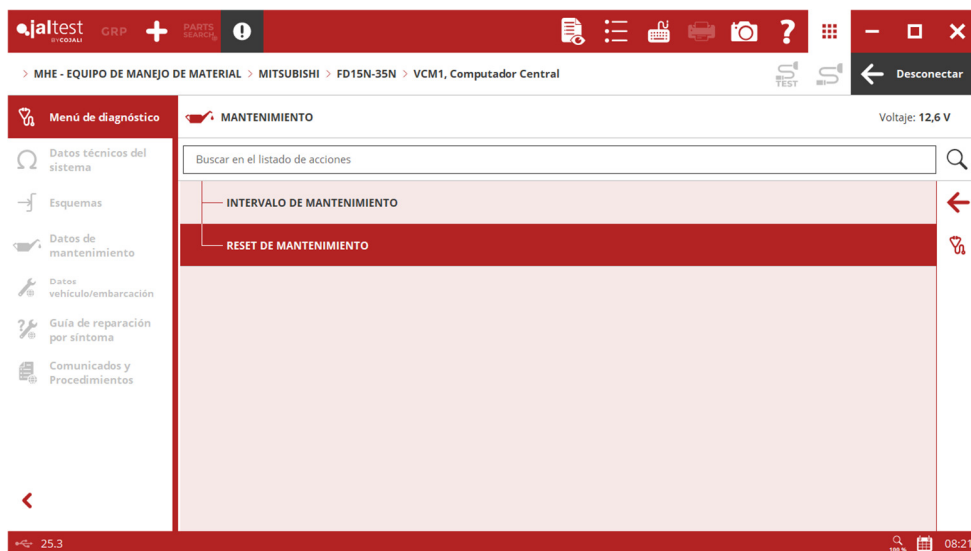 jaltest GRP PARTS SEARCH
BY COJALI
> MHE - EQUIPO DE MANEJO DE MATERIAL > MITSUBISHI > FD15N-35N > VCM1, Computador Central
TEST
Desconectar
Menú de diagnóstico
MANTENIMIENTO
Voltaje: 12,6 V
Datos técnicos del
sistema
Buscar en el listado de acciones
Esquemas
INTERVALO DE MANTENIMIENTO
Datos de
mantenimiento
RESET DE MANTENIMIENTO
Datos
vehículo/embarcación
Guía de reparación
por síntoma
Comunicados y
Procedimientos
25.3
100 %
08:21